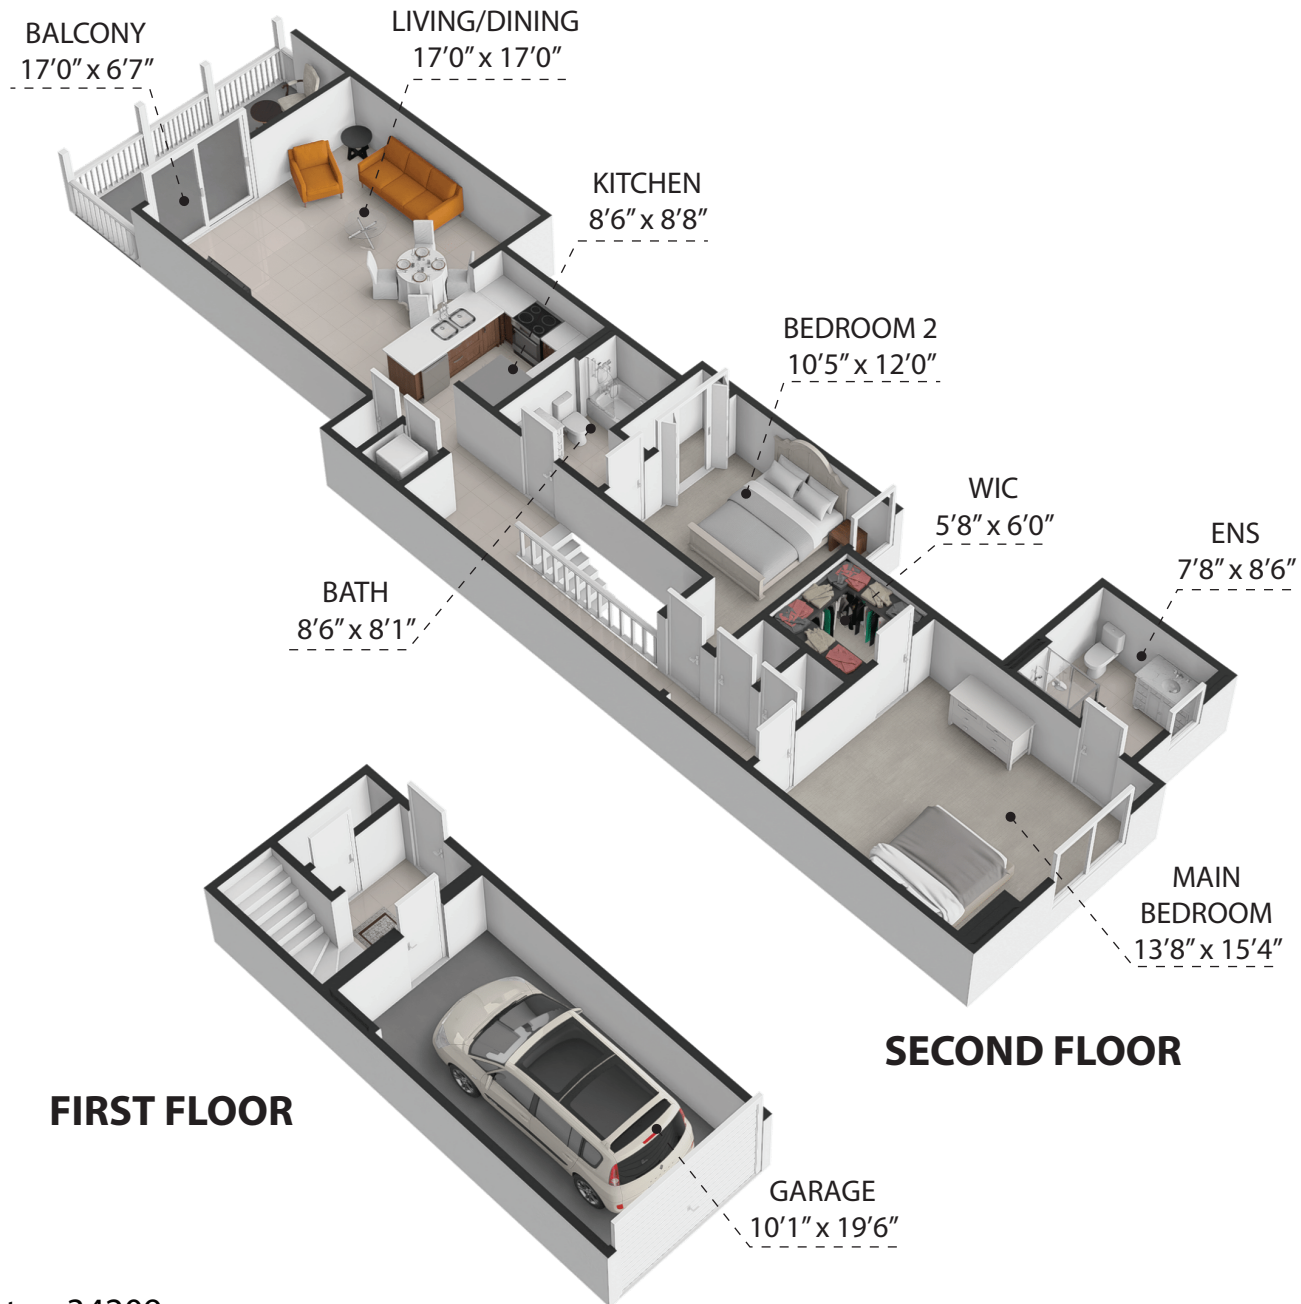 BALCONY
17'0" x 6'7"
LIVING/DINING
17'0" x 17'0"
KITCHEN
8'6" x 8'8"
BEDROOM 2
10'5" x 12'0"
WIC
5'8" x 6'0"
ENS
7'8" x 8'6"
BATH
8'6" x 8'1"
MAIN
BEDROOM
13'8" x 15'4"
SECOND FLOOR
FIRST FLOOR
GARAGE
10'1" x 19'6"